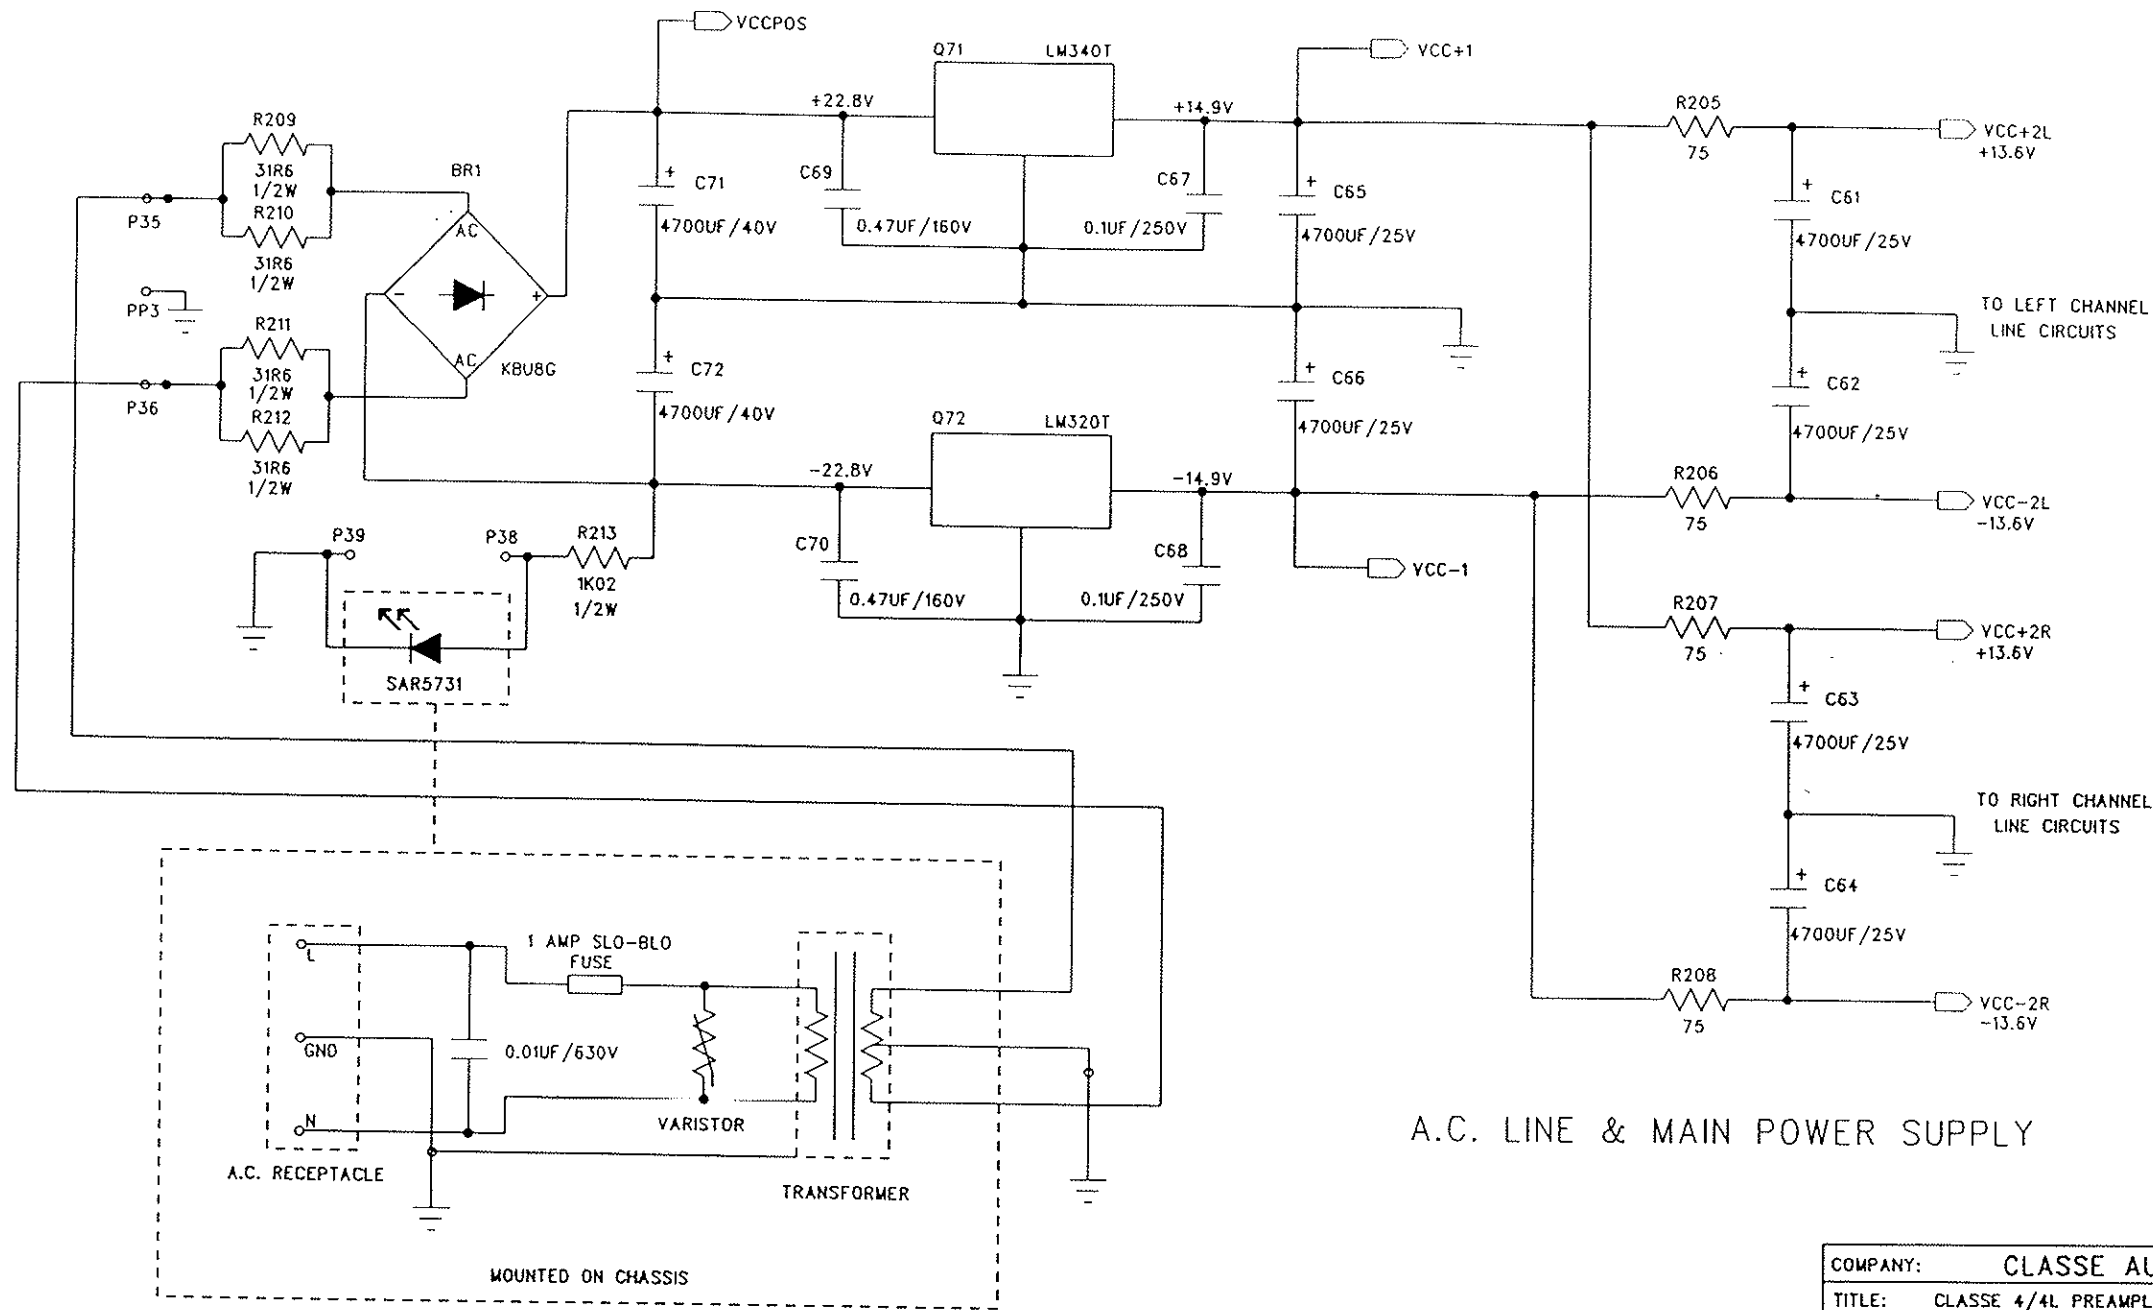 VCCPOS
Q71 LM340T
VCC+1
+22.8V
+14.9V
R205
75
VCC+2L
+13.6V
R209
31R6
1/2W
R210
31R6
1/2W
BR1
AC
-
+
AC
KBU8G
P35
PP3
R211
31R6
1/2W
R212
31R6
1/2W
P36
+
C71
4700UF/40V
C69
0.47UF/160V
C67
0.1UF/250V
+
C65
4700UF/25V
+
C61
4700UF/25V
TO LEFT CHANNEL
LINE CIRCUITS
+
C72
4700UF/40V
+
C66
4700UF/25V
+
C62
4700UF/25V
Q72 LM320T
-22.8V
-14.9V
R206
75
VCC-2L
-13.6V
P39
P38
R213
1K02
1/2W
C70
0.47UF/160V
C68
0.1UF/250V
VCC-1
SAR5731
R207
75
VCC+2R
+13.6V
+
C63
4700UF/25V
TO RIGHT CHANNEL
LINE CIRCUITS
+
C64
4700UF/25V
R208
75
VCC-2R
-13.6V
L
GND
N
A.C. RECEPTACLE
1 AMP SLO-BLO
FUSE
0.01UF/630V
VARISTOR
TRANSFORMER
MOUNTED ON CHASSIS
A.C. LINE & MAIN POWER SUPPLY
COMPANY: CLASSE AU
TITLE: CLASSE 4/4L PREAMPL